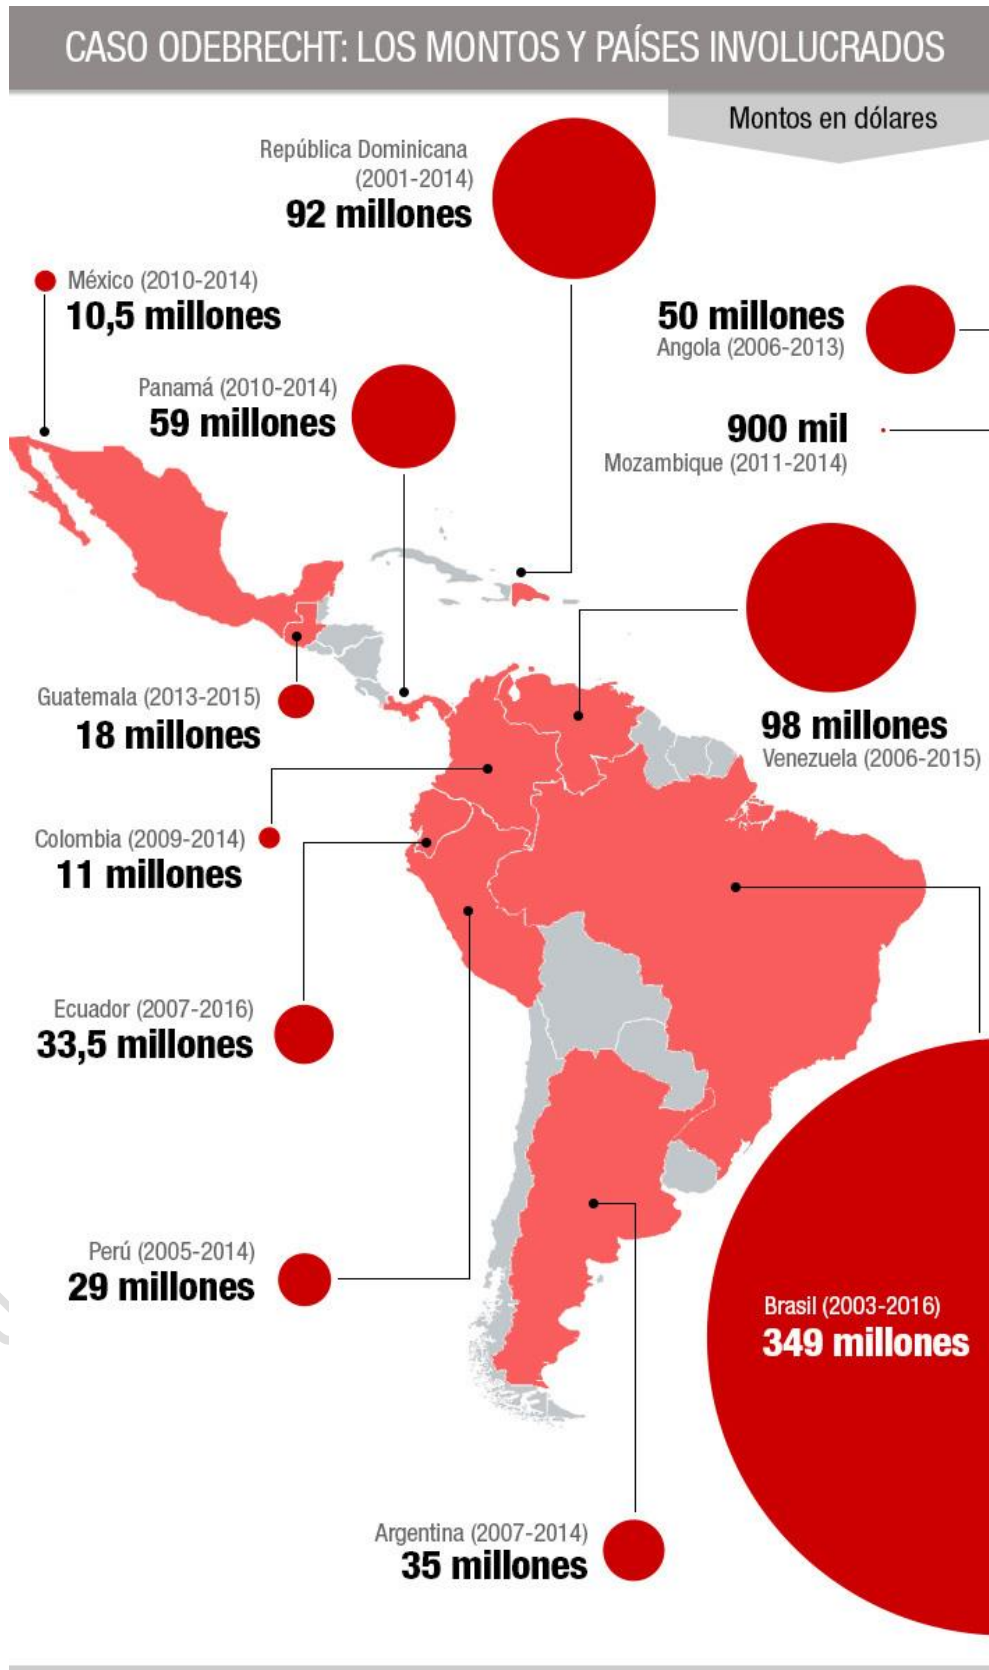 CASO ODEBRECHT: LOS MONTOS Y PAÍSES INVOLUCRADOS
Montos en dólares
República Dominicana
(2001-2014)
92 millones
México (2010-2014)
10,5 millones
50 millones
Angola (2006-2013)
Panamá (2010-2014)
59 millones
900 mil
Mozambique (2011-2014)
Guatemala (2013-2015)
18 millones
98 millones
Venezuela (2006-2015)
Colombia (2009-2014)
11 millones
Ecuador (2007-2016)
33,5 millones
Perú (2005-2014)
29 millones
Brasil (2003-2016)
349 millones
Argentina (2007-2014)
35 millones